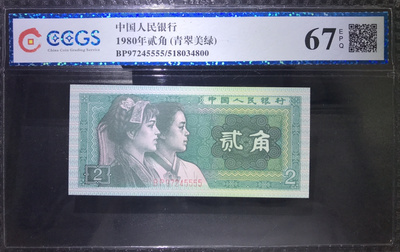 CCGS
China Coin Grading Service
中国人民银行
1980年贰角(青翠美绿)
BP97245555/518034800
67 EPQ
中国人民银行
贰角
2
2